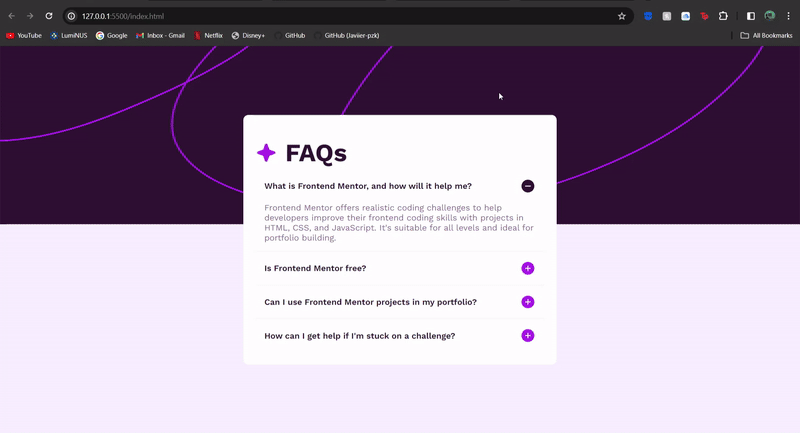 127.0.0.1:5500/index.html
YouTube LumiNUS Google Inbox - Gmail Netflix Disney+ GitHub GitHub (Javiier-pzk) All Bookmarks
FAQs
What is Frontend Mentor, and how will it help me?
Frontend Mentor offers realistic coding challenges to help
developers improve their frontend coding skills with projects in
HTML, CSS, and JavaScript. It's suitable for all levels and ideal for
portfolio building.
Is Frontend Mentor free?
Can I use Frontend Mentor projects in my portfolio?
How can I get help if I'm stuck on a challenge?